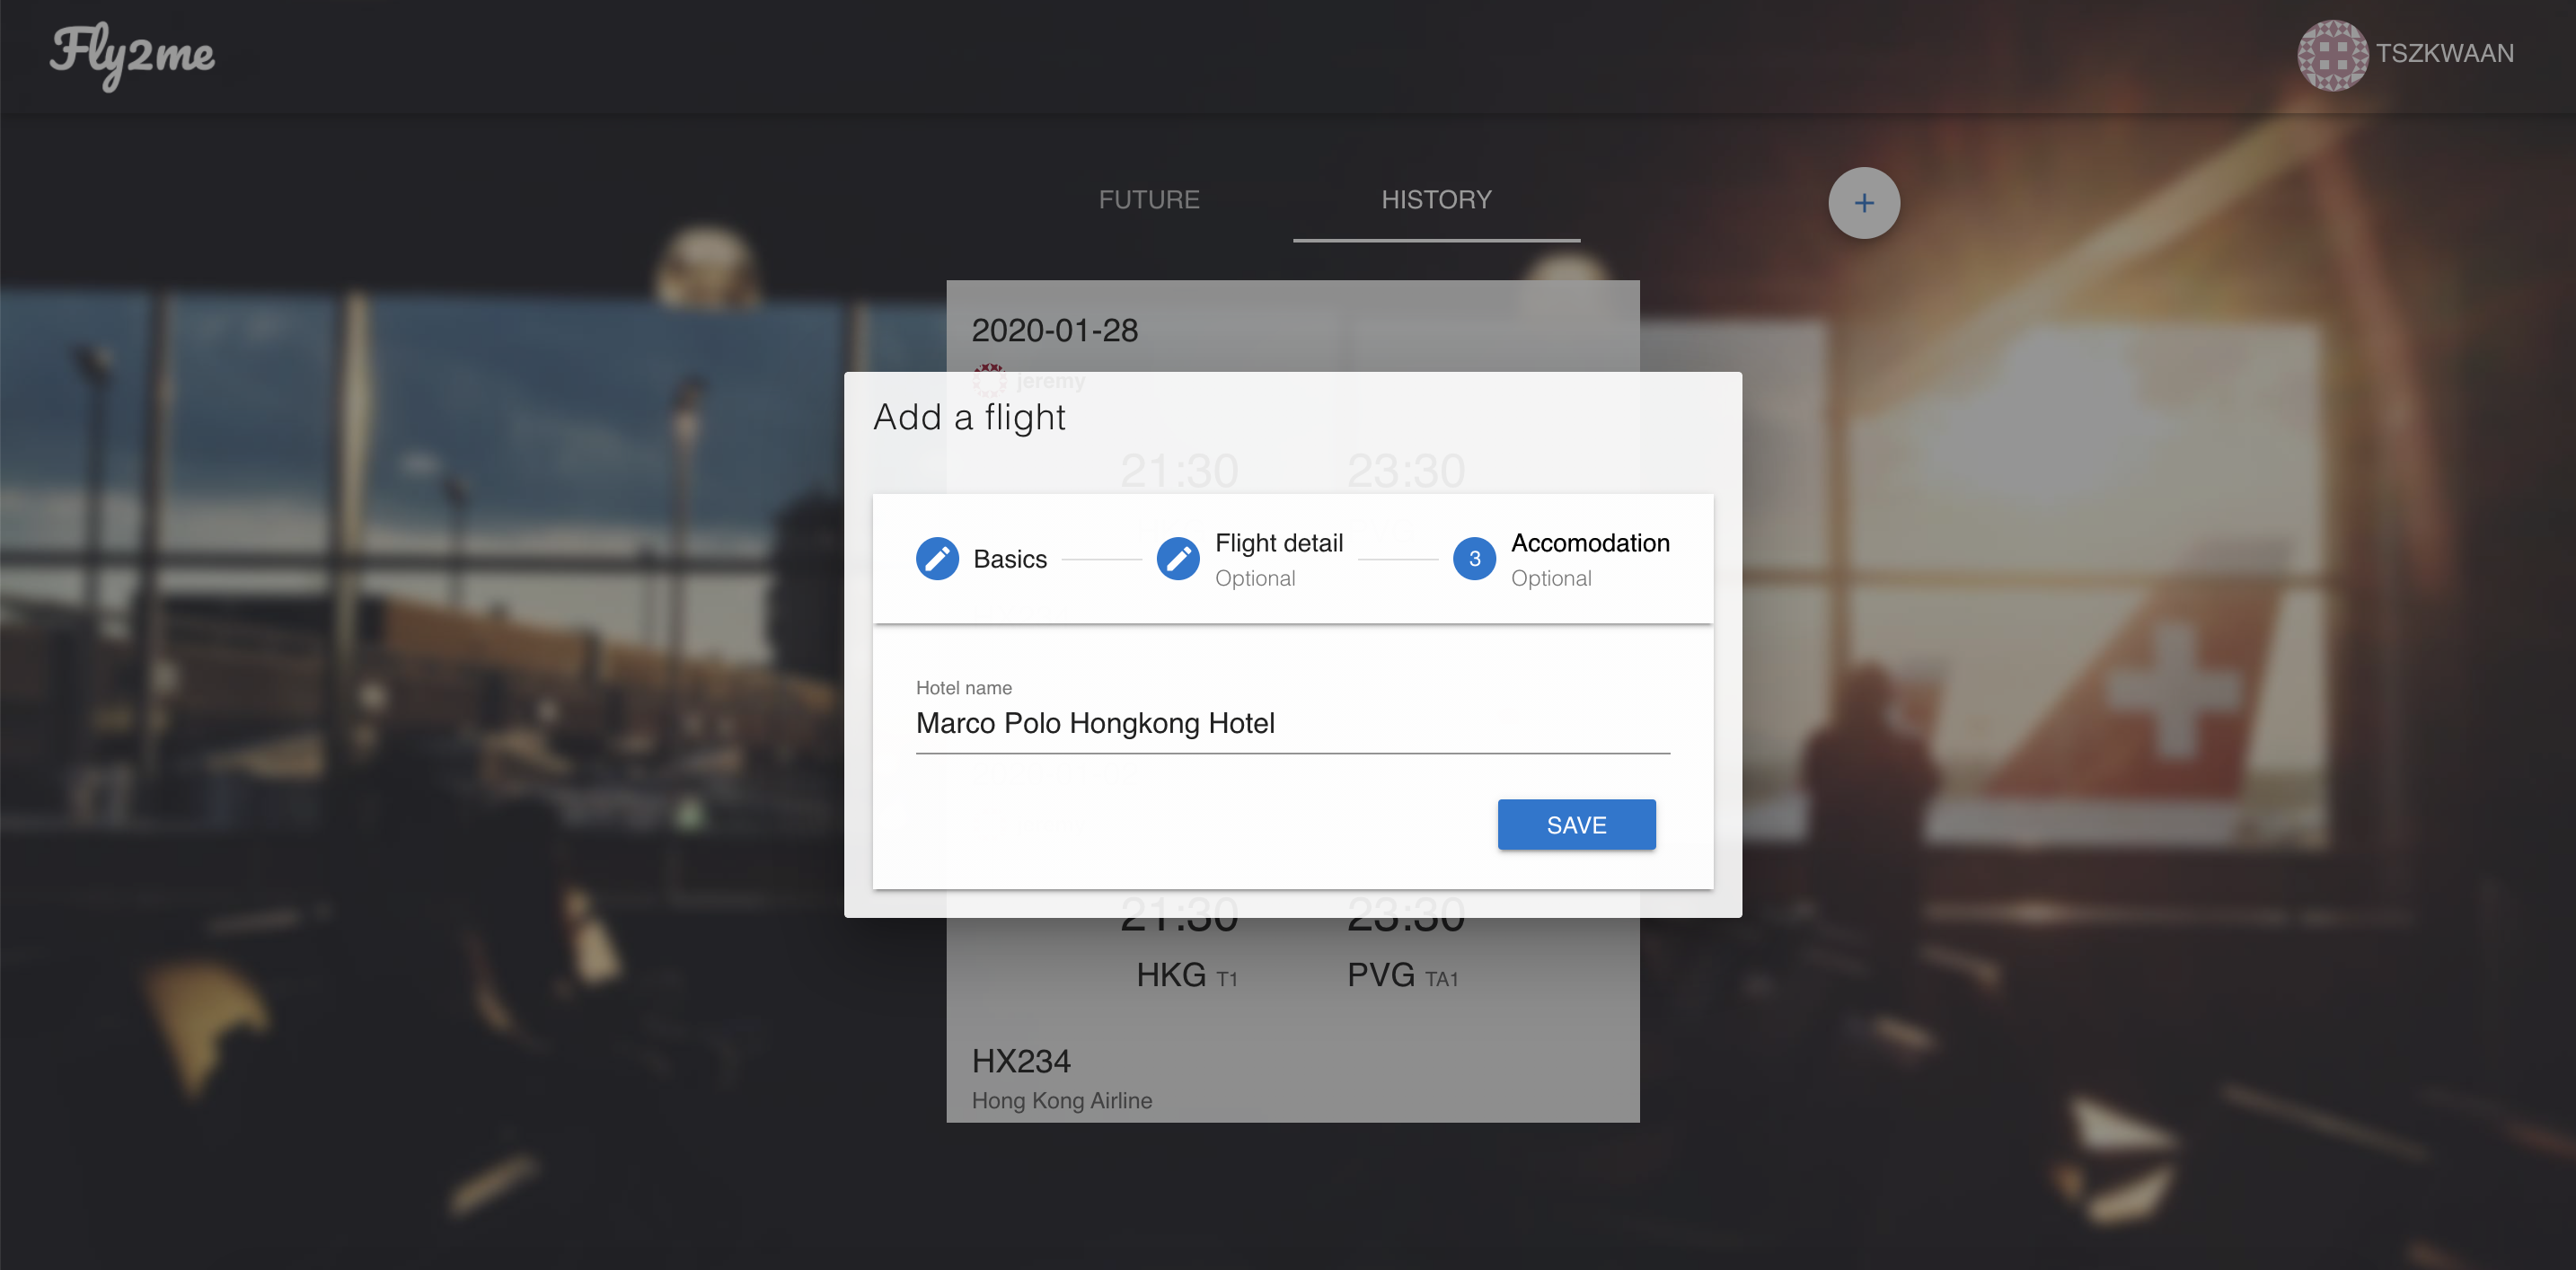 Fly2me
TSZKWAAN
FUTURE
HISTORY
+
2020-01-28
jeremy
Add a flight
21:30
23:30
Basics
Flight detail
Optional
3
Accomodation
Optional
Hotel name
Marco Polo Hongkong Hotel
SAVE
21:30
23:30
HKG T1
PVG TA1
HX234
Hong Kong Airline